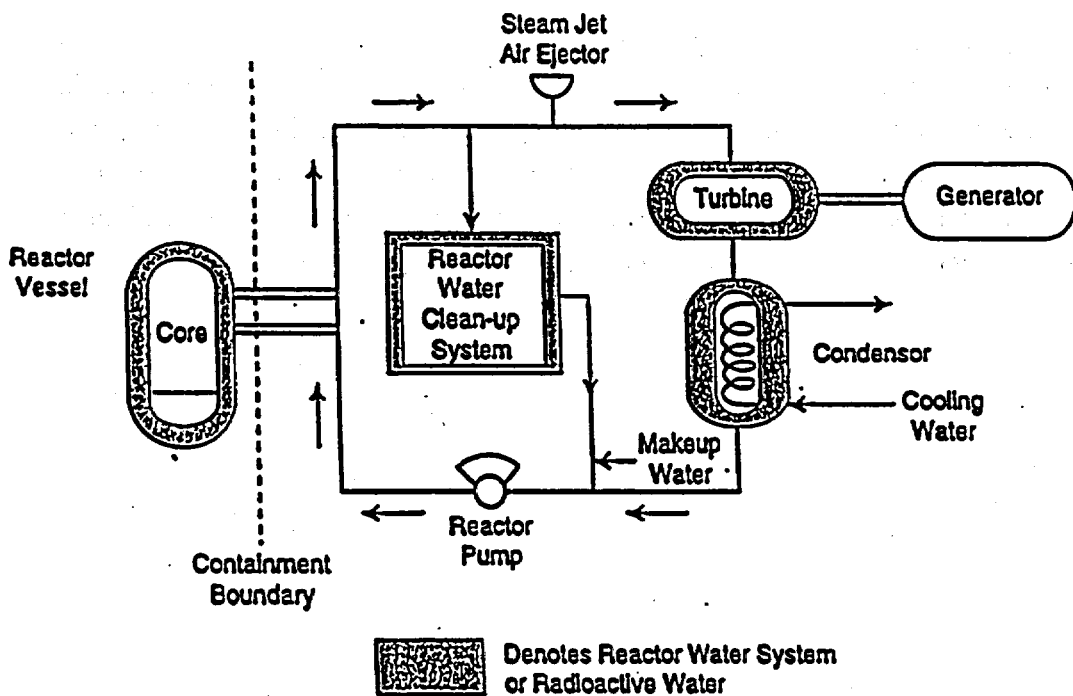 Steam Jet
Air Ejector
Turbine
Generator
Reactor
Vessel
Core
Reactor
Water
Clean-up
System
Condensor
Cooling
Water
Makeup
Water
Reactor
Pump
Containment
Boundary
Denotes Reactor Water System
or Radioactive Water